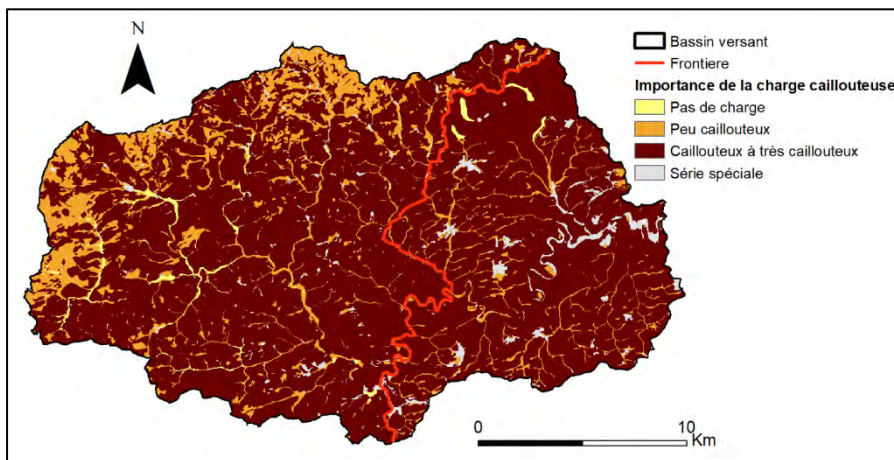 N
Bassin versant
Frontiere
Importance de la charge caillouteuse
Pas de charge
Peu caillouteux
Caillouteux à très caillouteux
Série spéciale
0 10
Km